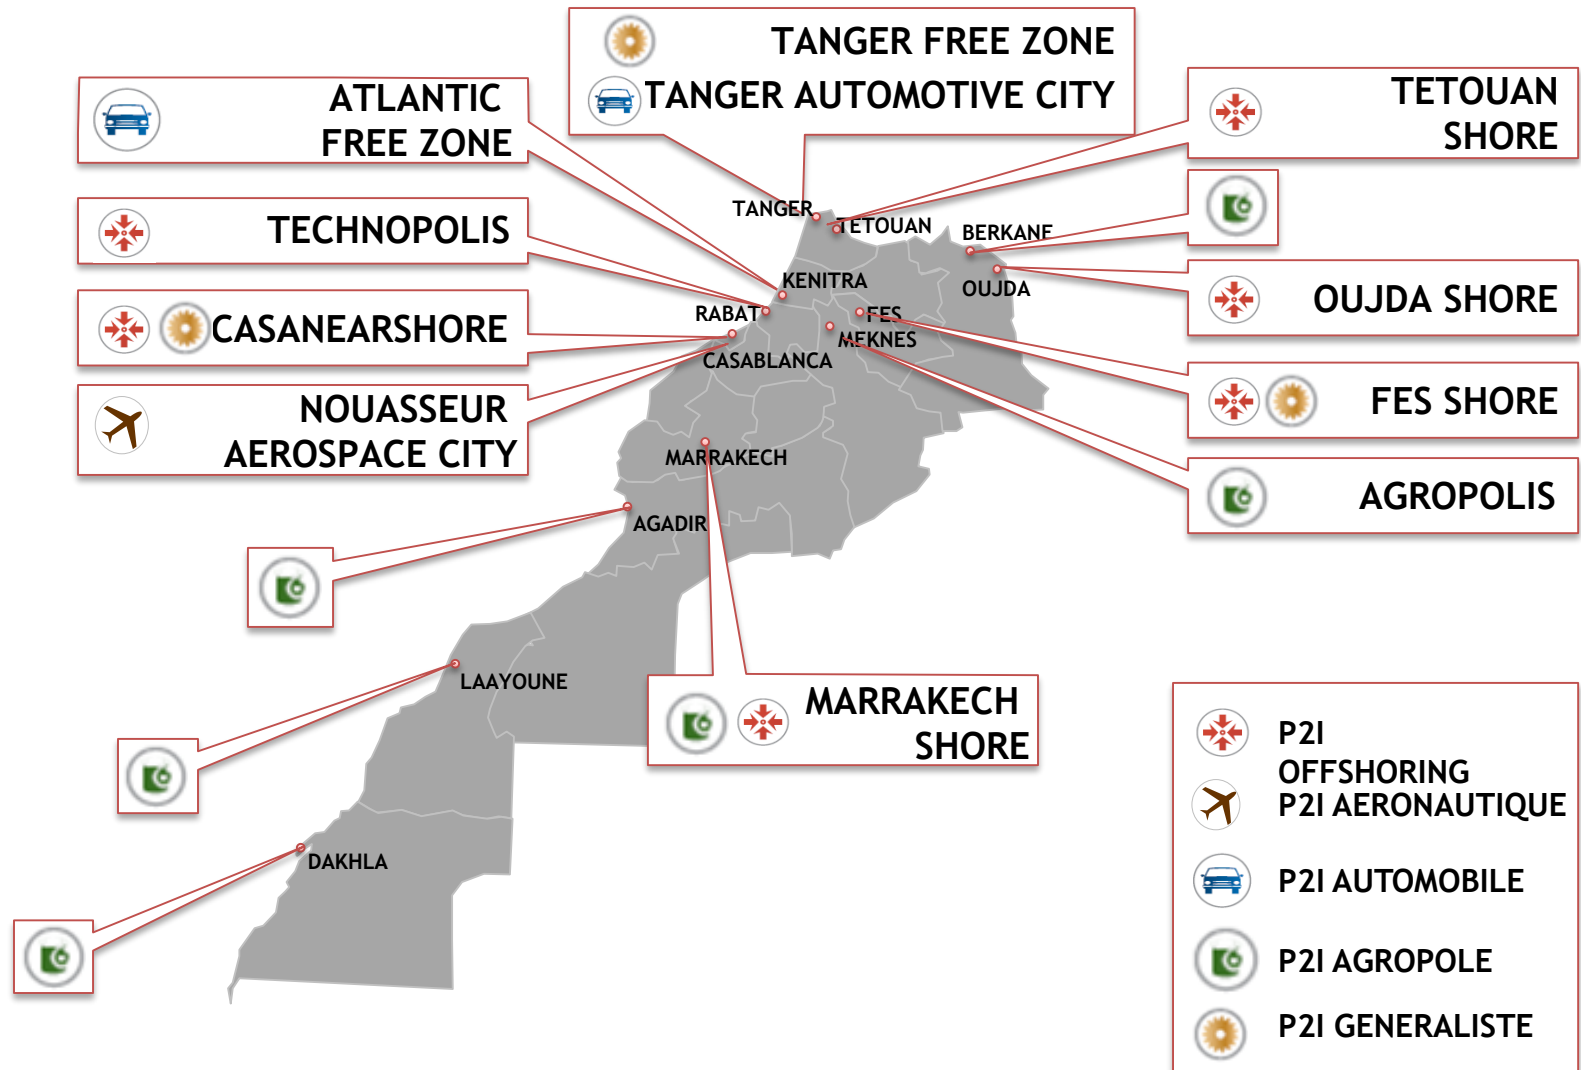 TANGER FREE ZONE
TANGER AUTOMOTIVE CITY
ATLANTIC
FREE ZONE
TETOUAN
SHORE
TECHNOPOLIS
TANGER
TETOUAN
BERKANE
KENITRA
OUJDA
OUJDA SHORE
CASANEARSHORE
RABAT
FES
MEKNES
CASABLANCA
NOUASSEUR
AEROSPACE CITY
FES SHORE
MARRAKECH
AGROPOLIS
AGADIR
LAAYOUNE
MARRAKECH
SHORE
DAKHLA
P2I
OFFSHORING
P2I AERONAUTIQUE
P2I AUTOMOBILE
P2I AGROPOLE
P2I GENERALISTE